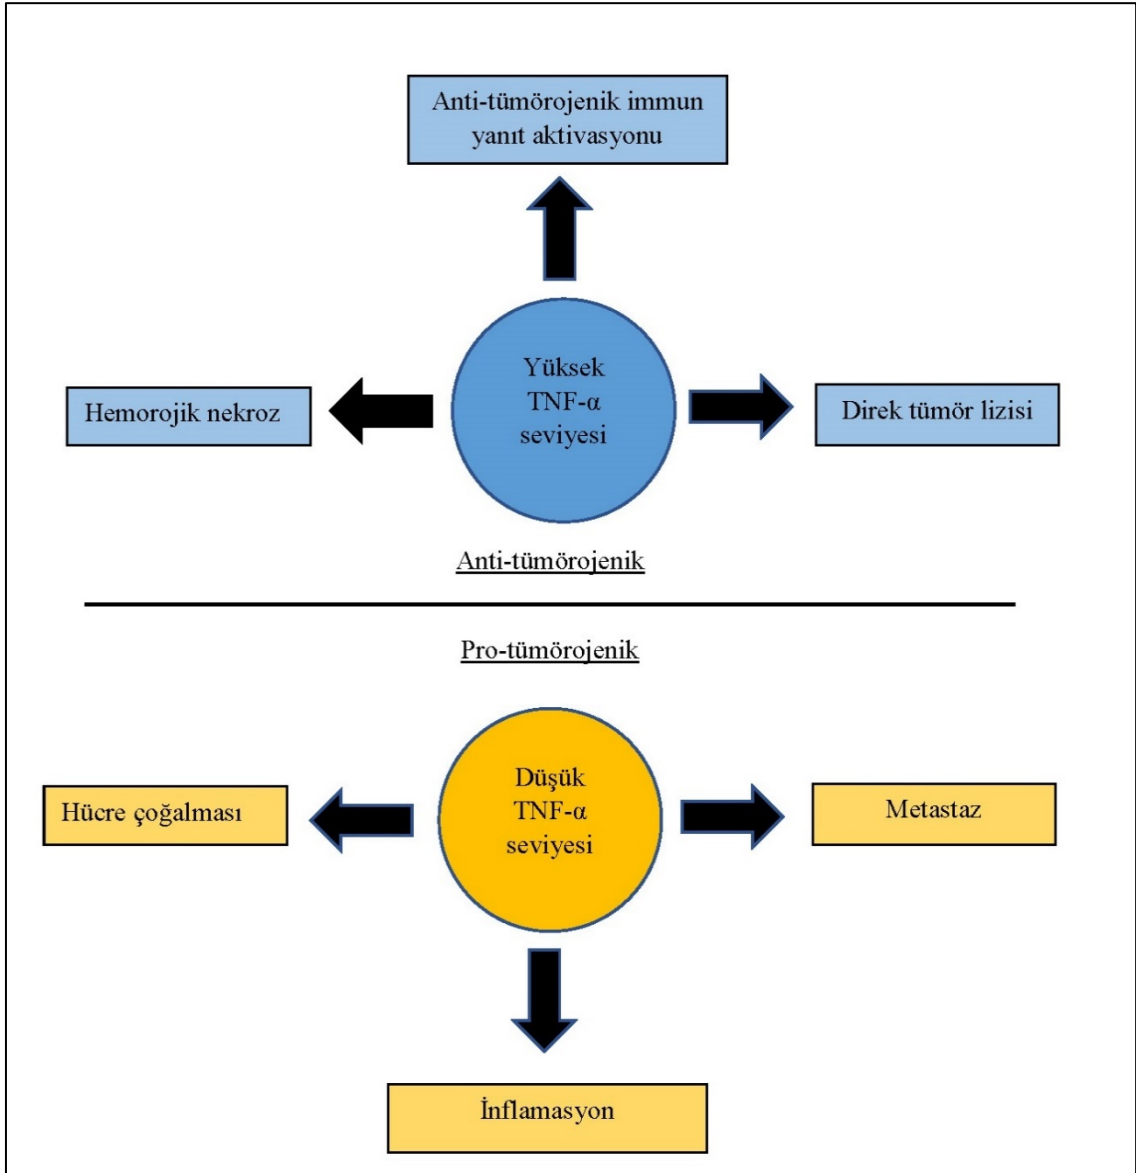 Anti-tümörojenik immun
yanıt aktivasyonu
Yüksek
TNF-α
seviyesi
Hemorojik nekroz
Direk tümör lizisi
Anti-tümörojenik
Pro-tümörojenik
Düşük
TNF-α
seviyesi
Hücre çoğalması
Metastaz
İnflamasyon